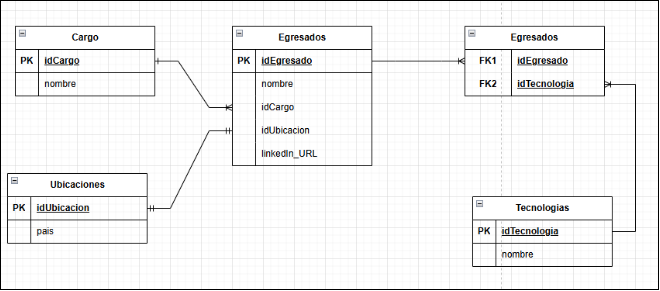 Cargo
PK idCargo
nombre
Egresados
PK idEgresado
nombre
idCargo
idUbicacion
linkedIn_URL
Egresados
FK1 idEgresado
FK2 idTecnologia
Ubicaciones
PK idUbicacion
pais
Tecnologias
PK idTecnologia
nombre